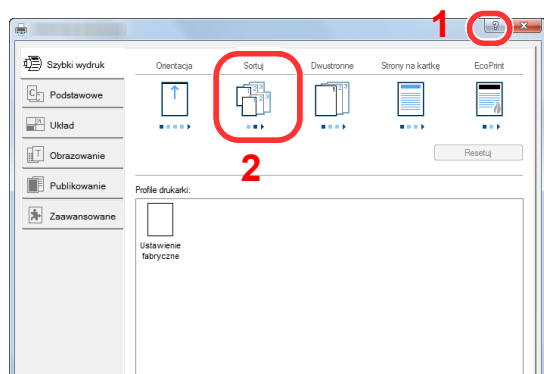 1
?
Szybki wydruk
Podstawowe
Układ
Obrazowanie
Publikowanie
Zaawansowane
Orientacja Sortuj Dwustronne Strony na kartkę EcoPrint
2
Resetuj
Profile drukarki:
Ustawienie
fabryczne